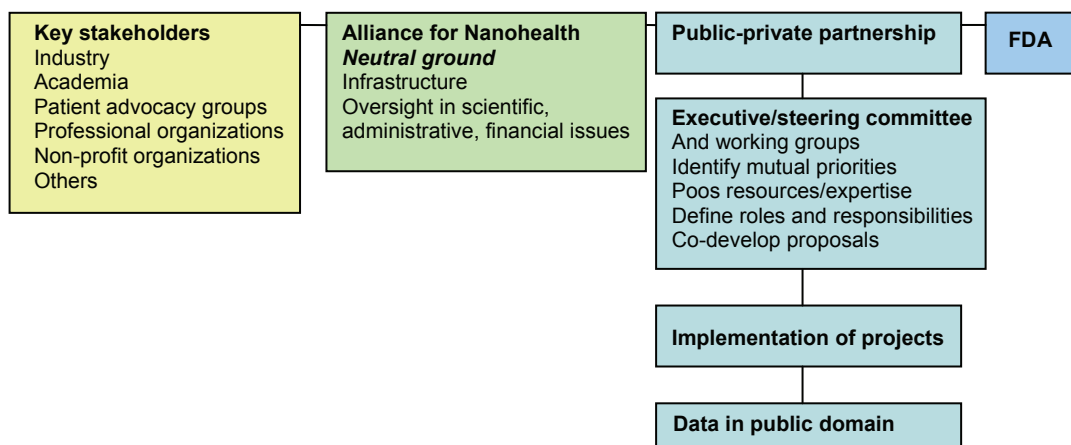 Key stakeholders
Industry
Academia
Patient advocacy groups
Professional organizations
Non-profit organizations
Others
Alliance for Nanohealth
Neutral ground
Infrastructure
Oversight in scientific,
administrative, financial issues
Public-private partnership
FDA
Executive/steering committee
And working groups
Identify mutual priorities
Poos resources/expertise
Define roles and responsibilities
Co-develop proposals
Implementation of projects
Data in public domain